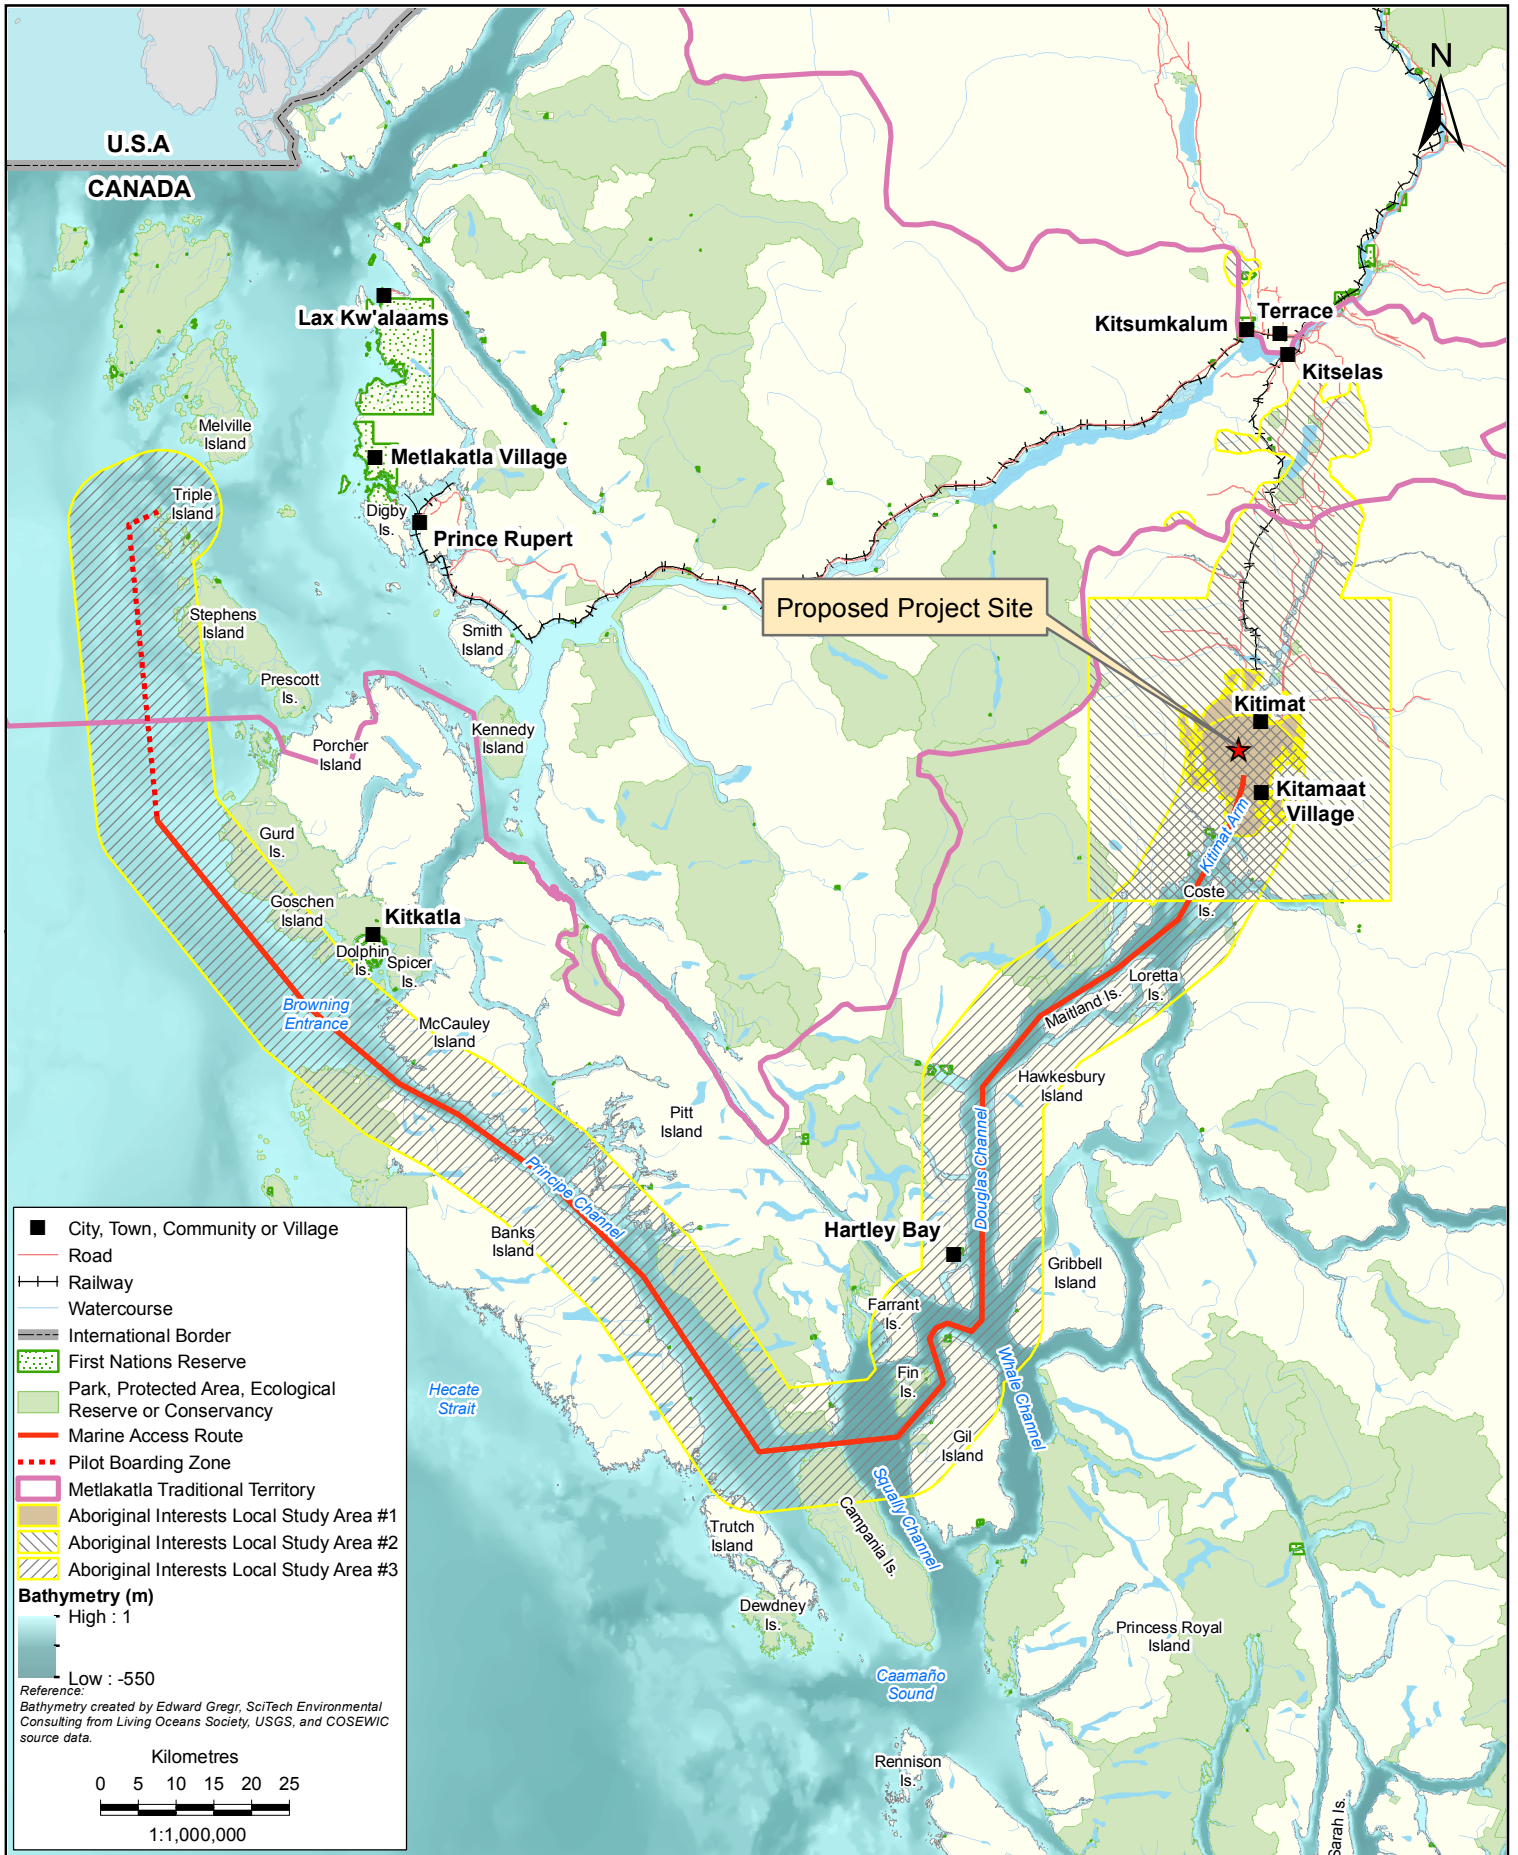 N
U.S.A
CANADA
Lax Kw'alaams
Kitsumkalum
Terrace
Kitselas
Melville
Island
Metlakatla Village
Triple
Island
Digby
Is.
Prince Rupert
Proposed Project Site
Stephens
Island
Smith
Island
Prescott
Is.
Kitimat
Porcher
Island
Kennedy
Island
Kitamaat
Village
Kitimat Arm
Gurd
Is.
Coste
Is.
Goschen
Island
Kitkatla
Dolphin
Is.
Spicer
Is.
Loretta
Is.
Maitland Is.
Browning
Entrance
McCauley
Island
Hawkesbury
Island
Pitt
Island
Douglas Channel
Principe Channel
Banks
Island
Hartley Bay
Gribbell
Island
Farrant
Is.
Fin
Is.
Whale Channel
Hecate
Strait
Gil
Island
Squally Channel
Campania Is.
Trutch
Island
Dewdney
Is.
Princess Royal
Island
Caamaño
Sound
Rennison
Is.
Sarah Is.
City, Town, Community or Village
Road
Railway
Watercourse
International Border
First Nations Reserve
Park, Protected Area, Ecological
Reserve or Conservancy
Marine Access Route
Pilot Boarding Zone
Metlakatla Traditional Territory
Aboriginal Interests Local Study Area #1
Aboriginal Interests Local Study Area #2
Aboriginal Interests Local Study Area #3
Bathymetry (m)
High : 1
Low : -550
Reference:
Bathymetry created by Edward Gregr, SciTech Environmental
Consulting from Living Oceans Society, USGS, and COSEWIC
source data.
Kilometres
0 5 10 15 20 25
1:1,000,000